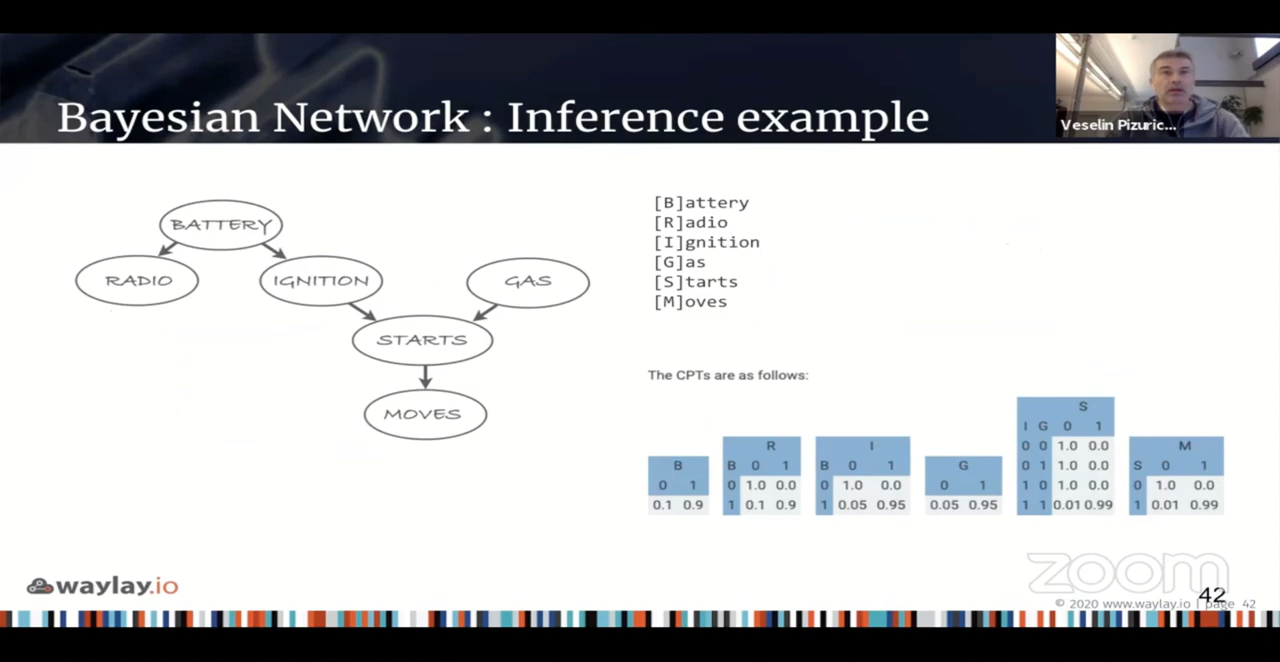 Bayesian Network : Inference example
Veselin Pizuric...
BATTERY
RADIO
IGNITION
GAS
STARTS
MOVES
[B]attery
[R]adio
[I]gnition
[G]as
[S]tarts
[M]oves
The CPTs are as follows:
B
0 1
0.1 0.9
R
B 0 1
0 1.0 0.0
1 0.1 0.9
I
B 0 1
0 1.0 0.0
1 0.05 0.95
G
0 1
0.05 0.95
S
I G 0 1
0 0 1.0 0.0
0 1 1.0 0.0
1 0 1.0 0.0
1 1 0.01 0.99
M
S 0 1
0 1.0 0.0
1 0.01 0.99
waylay.io
zoom
42
© 2020 www.waylay.io | page 42